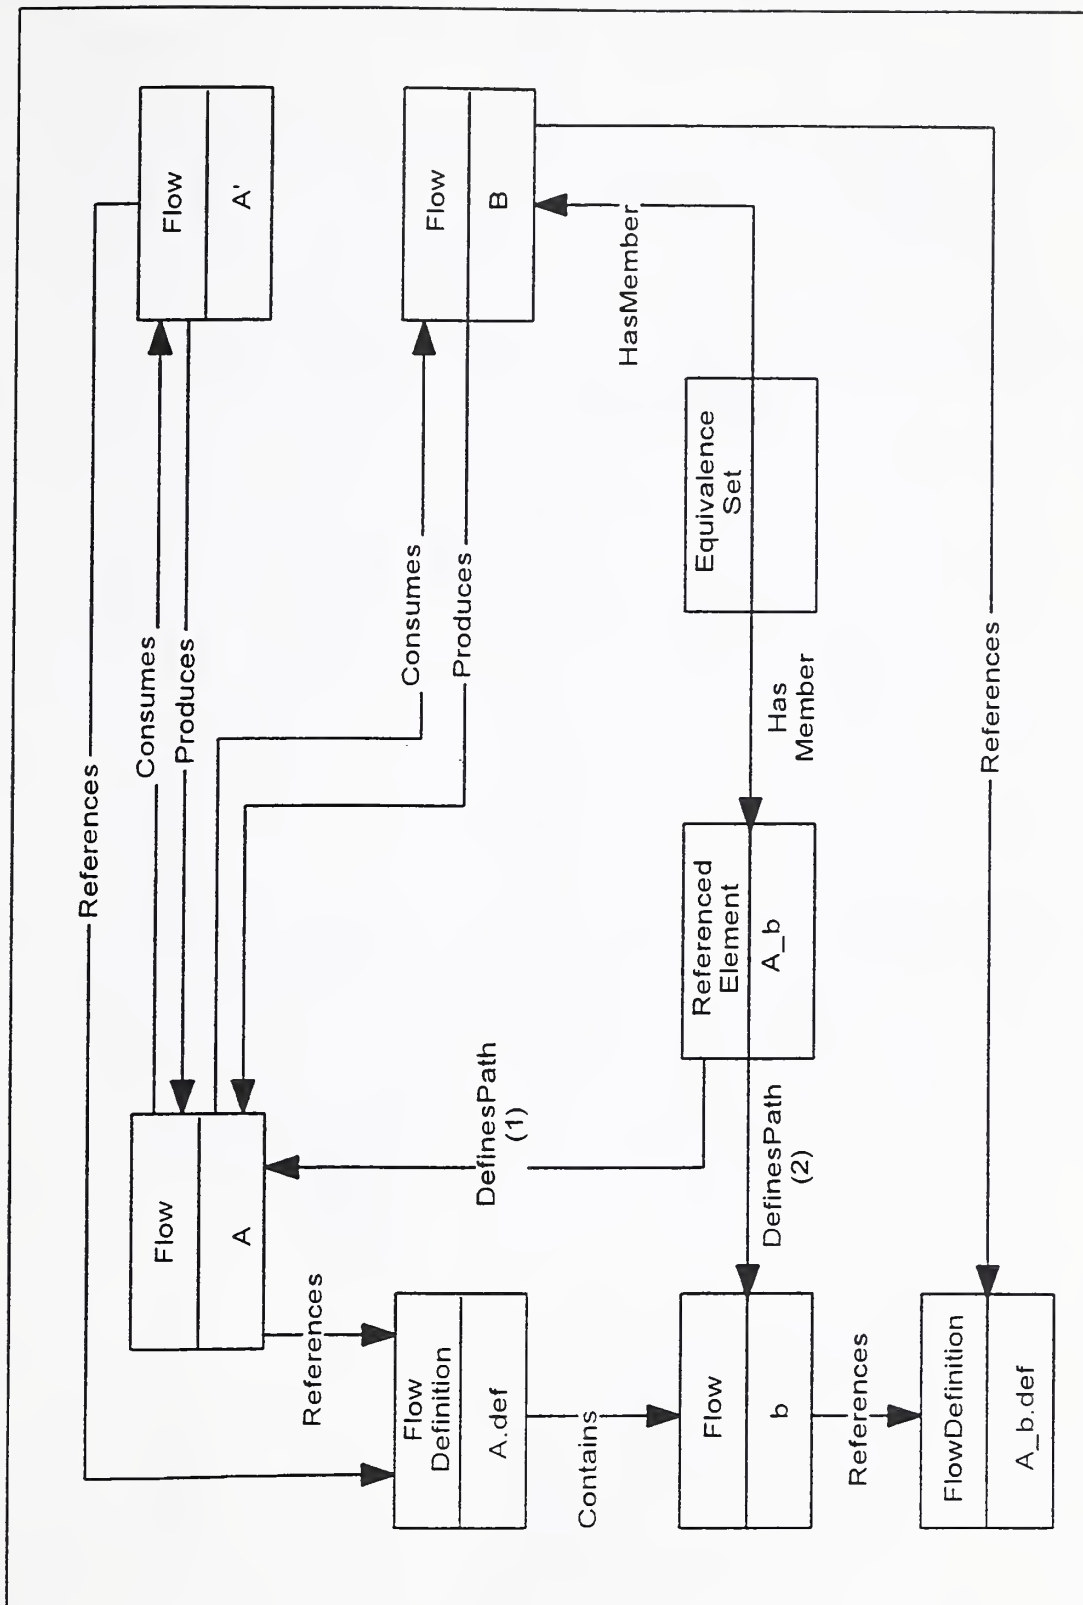 References
Consumes
Flow
Flow
Produces
A
A'
References
Flow
Definition
Consumes
Flow
Produces
A.def
DefinesPath
(1)
B
Contains
HasMember
Flow
Referenced
Element
Equivalence
Set
b
DefinesPath
(2)
A_b
Has
Member
References
FlowDefinition
References
A_b.def